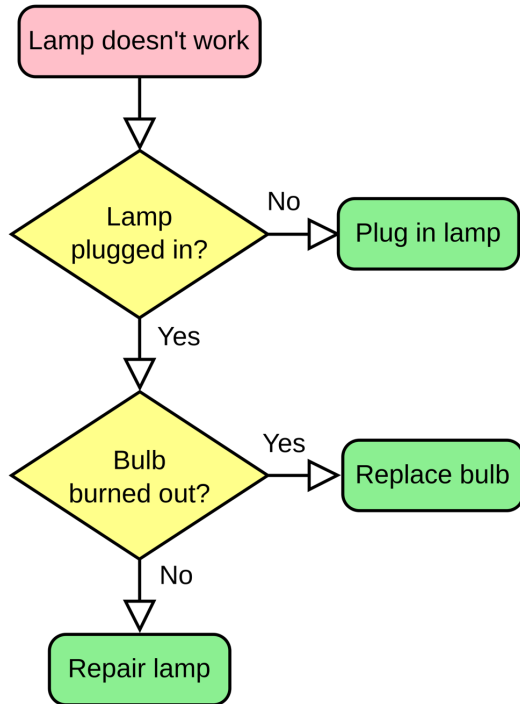 Lamp doesn't work
Lamp
plugged in?
No
Plug in lamp
Yes
Bulb
burned out?
Yes
Replace bulb
No
Repair lamp